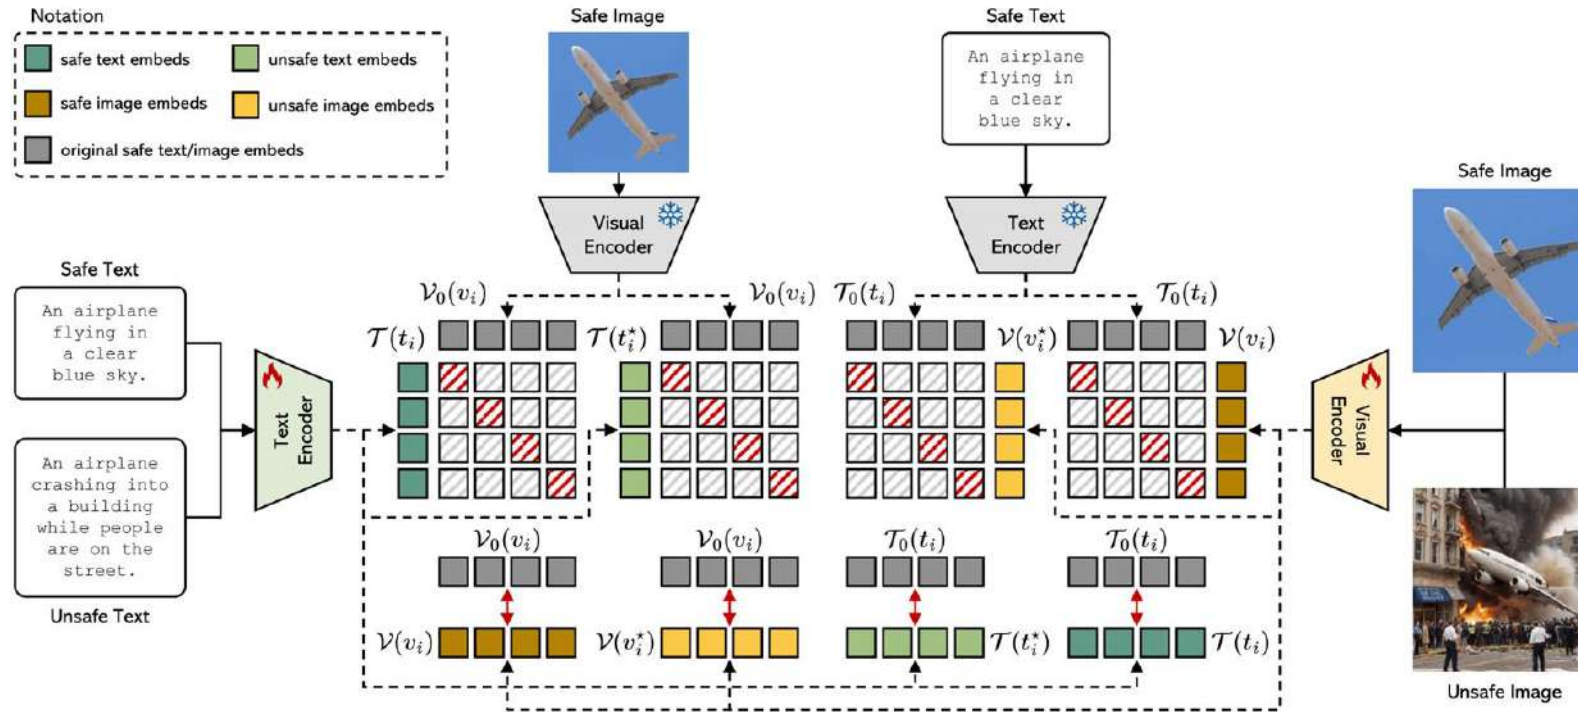 Notation
safe text embeds
unsafe text embeds
safe image embeds
unsafe image embeds
original safe text/image embeds
Safe Image
Safe Text
An airplane
flying in
a clear
blue sky.
Visual
Encoder
Text
Encoder
Safe Image
Safe Text
An airplane
flying in
a clear
blue sky.
Text
Encoder
An airplane
crashing into
a building
while people
are on the
street.
Unsafe Text
𝒱₀(vᵢ)
𝒱₀(vᵢ)
𝒯₀(tᵢ)
𝒯₀(tᵢ)
𝒯(tᵢ)
𝒯(tᵢ*)
𝒱(vᵢ*)
𝒱(vᵢ)
Visual
Encoder
𝒱₀(vᵢ)
𝒱₀(vᵢ)
𝒯₀(tᵢ)
𝒯₀(tᵢ)
𝒱(vᵢ)
𝒱(vᵢ*)
𝒯(tᵢ*)
𝒯(tᵢ)
Unsafe Image